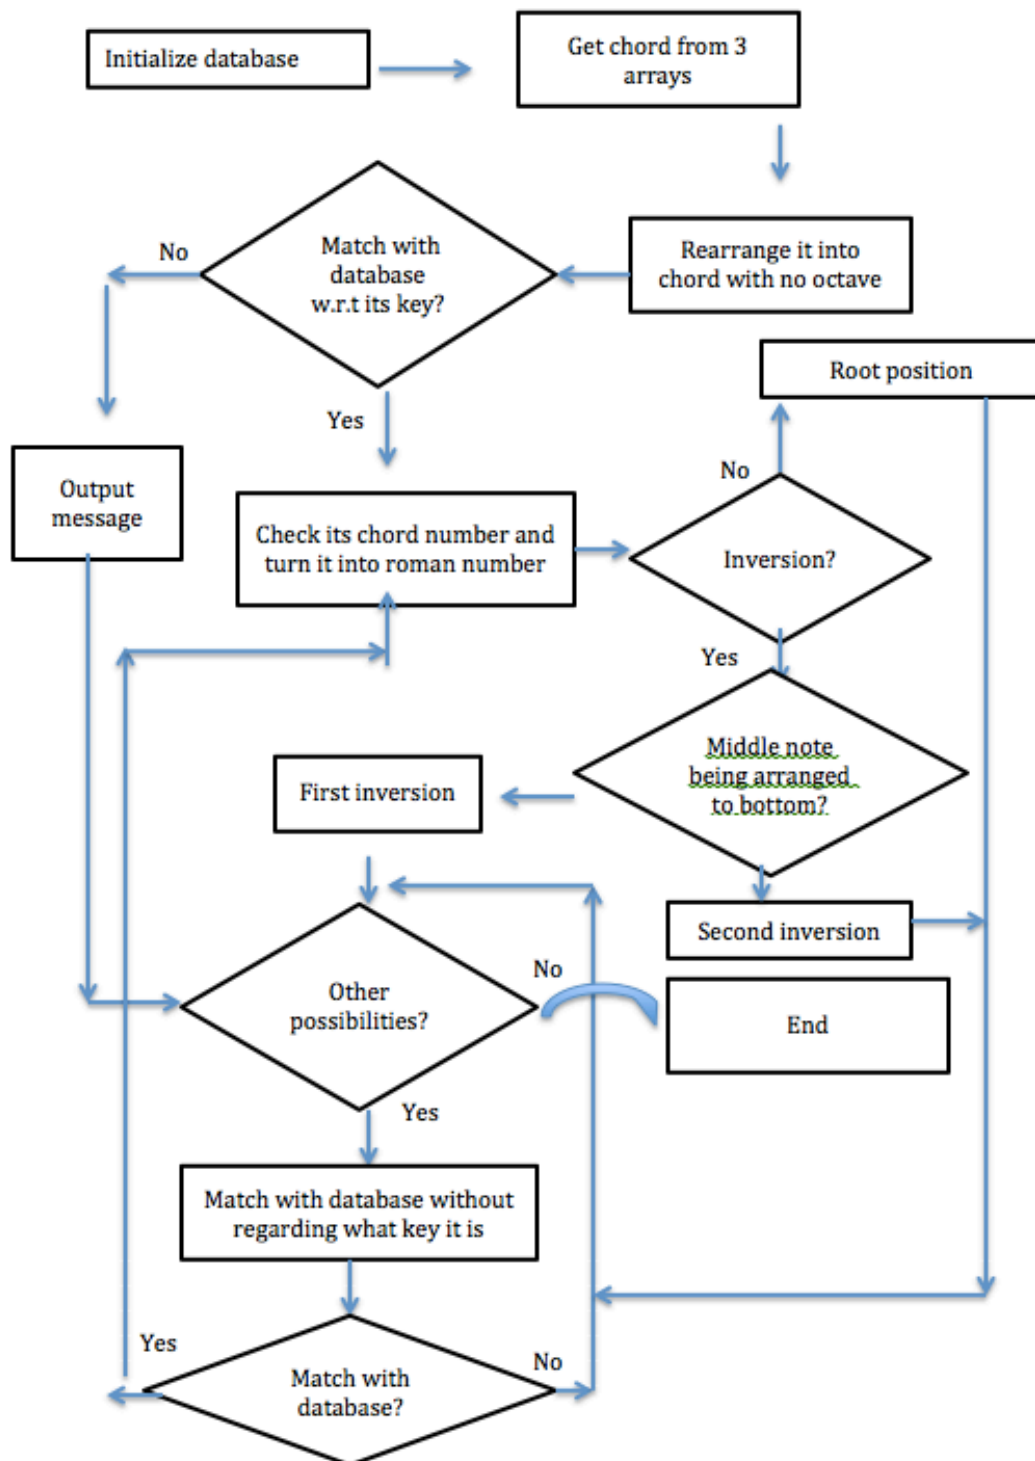 Initialize database
Get chord from 3
arrays
Rearrange it into
chord with no octave
Match with
database
w.r.t its key?
No
Yes
Output
message
Check its chord number and
turn it into roman number
Inversion?
No
Root position
Yes
Middle note
being arranged
to bottom?
First inversion
Second inversion
Other
possibilities?
No
End
Yes
Match with database without
regarding what key it is
Match with
database?
Yes
No